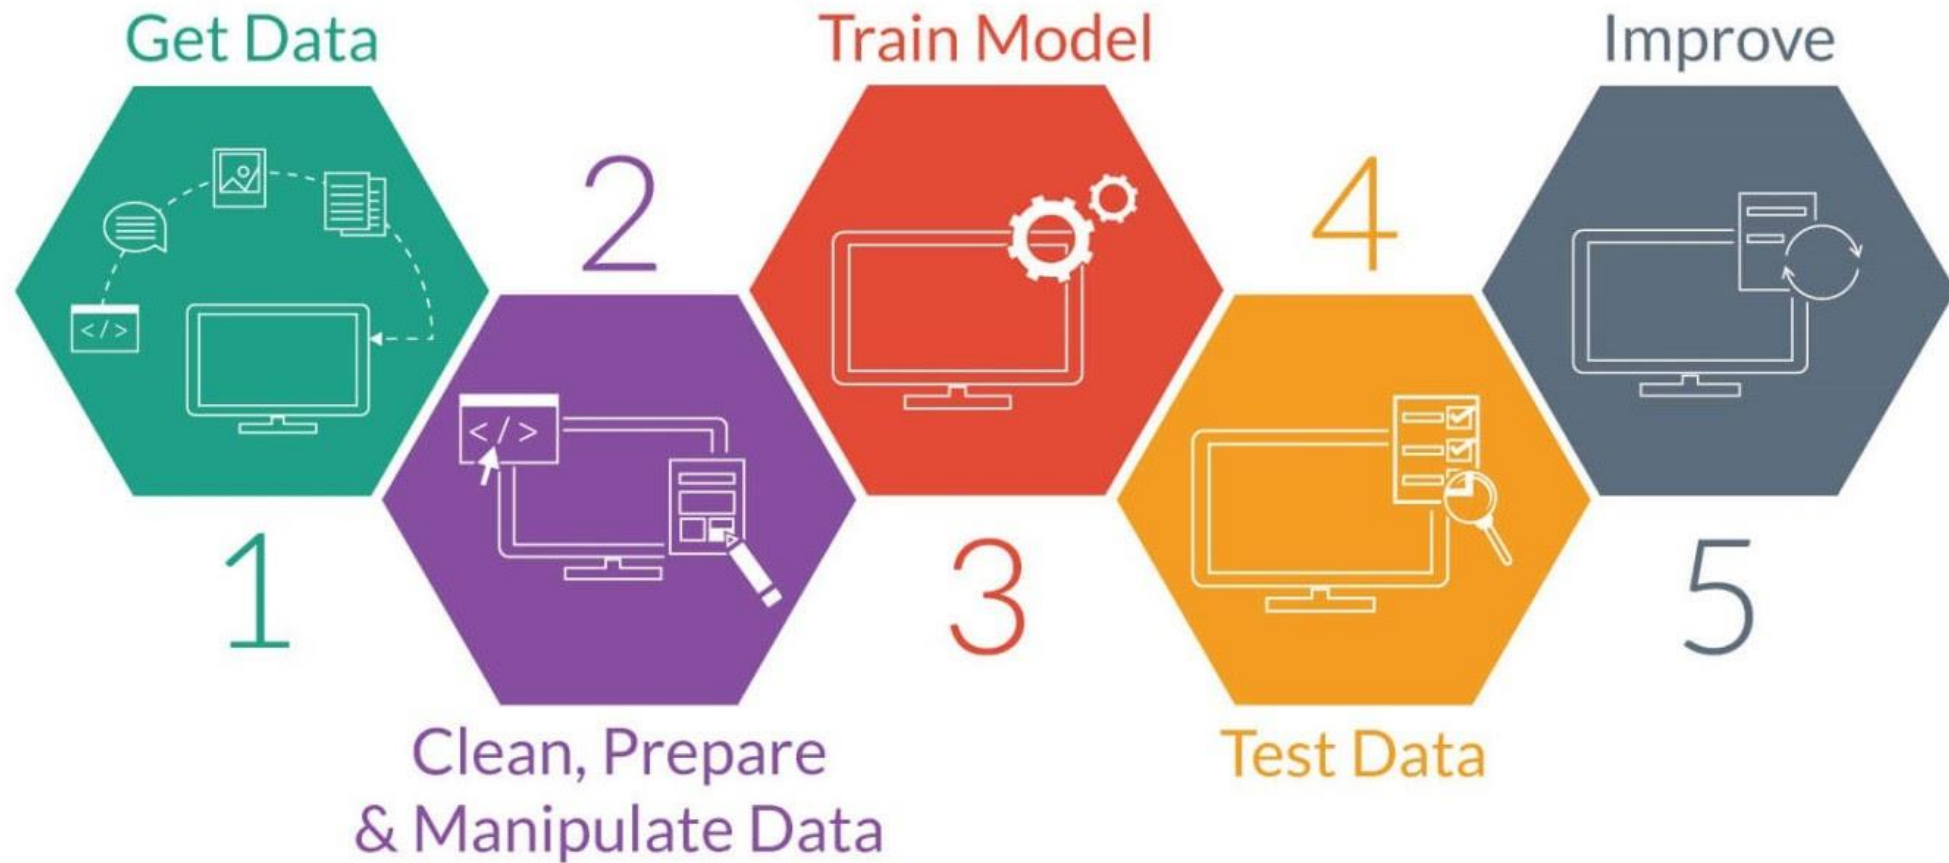 Get Data
1
</>
2
</>
Clean, Prepare
& Manipulate Data
Train Model
3
4
Test Data
Improve
5